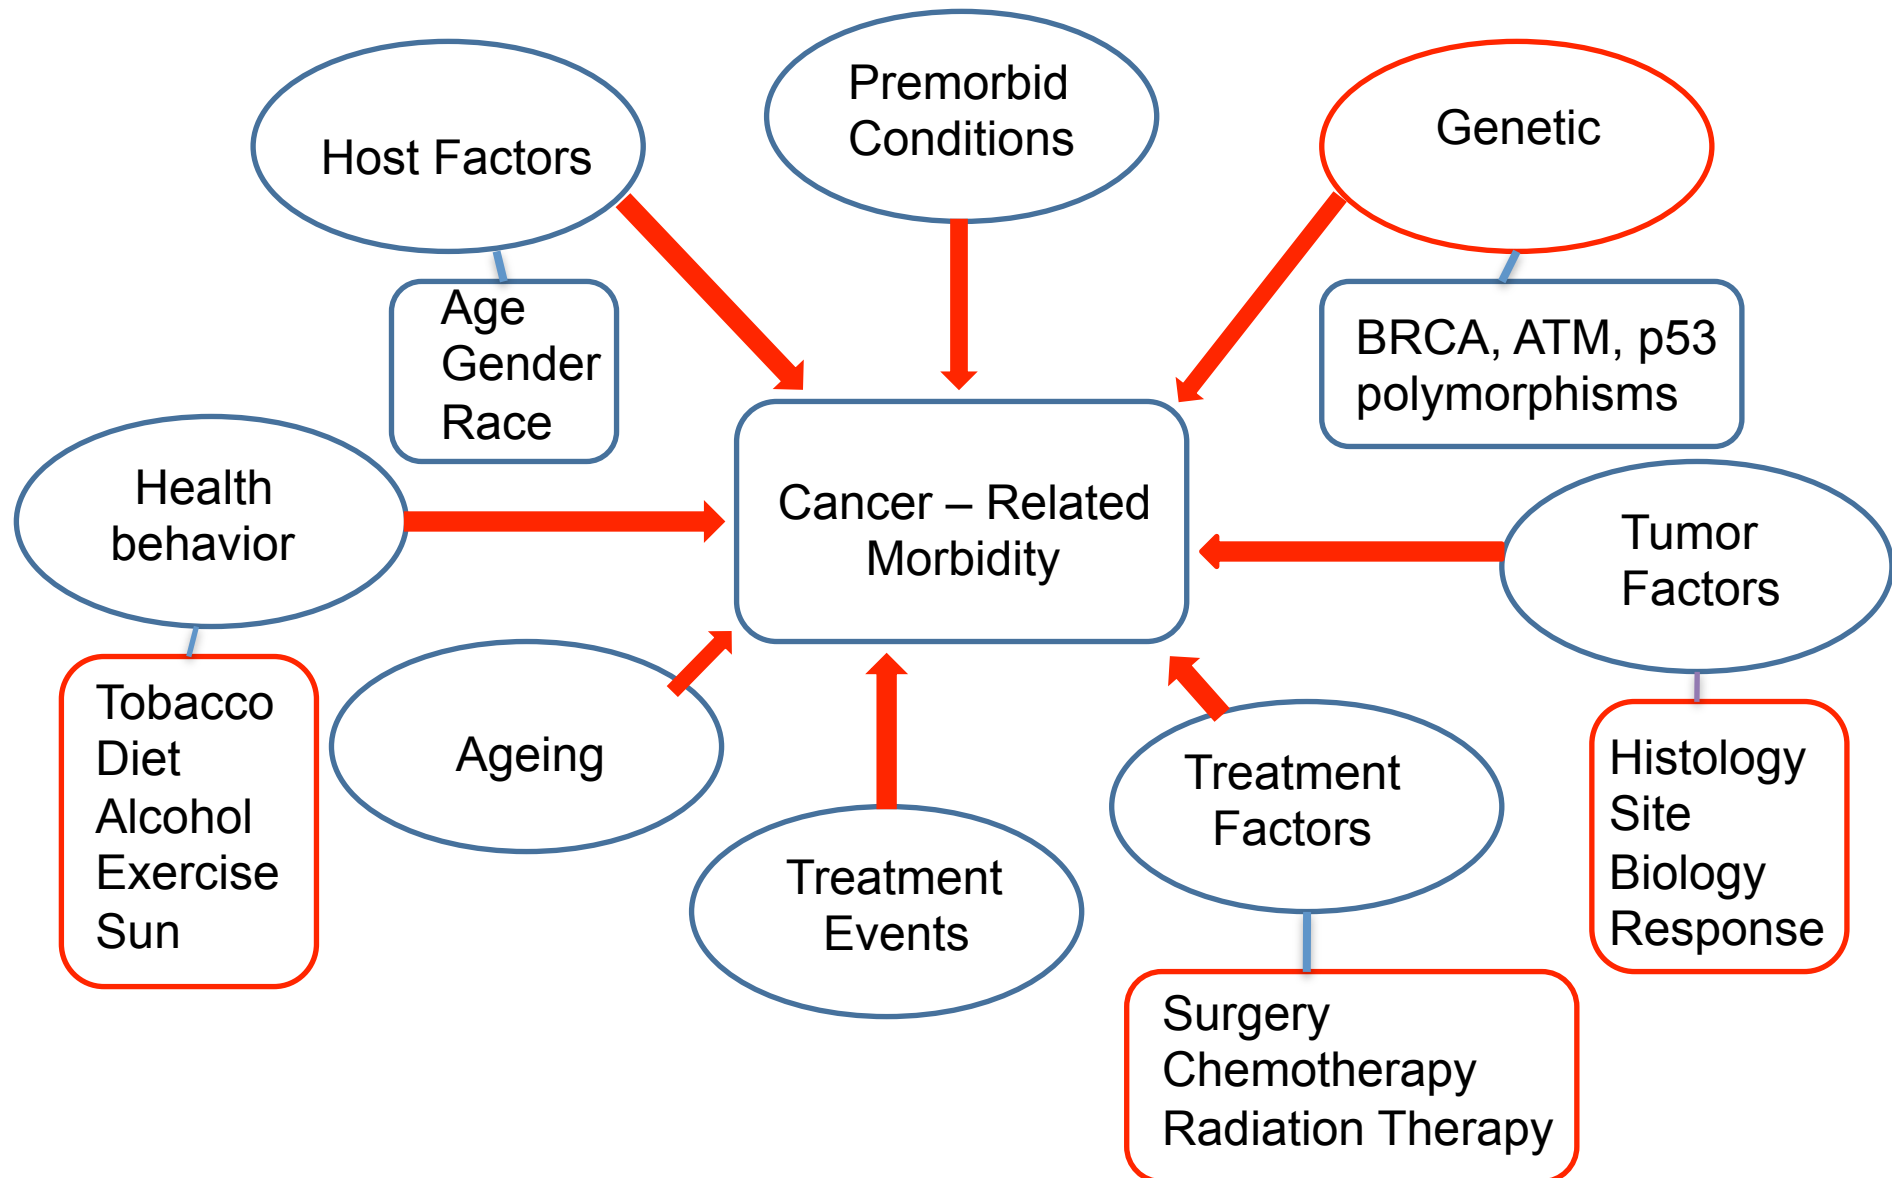 Premorbid
Conditions
Host Factors
Genetic
Age
Gender
Race
BRCA, ATM, p53
polymorphisms
Health
behavior
Cancer – Related
Morbidity
Tumor
Factors
Tobacco
Diet
Alcohol
Exercise
Sun
Ageing
Treatment
Events
Treatment
Factors
Histology
Site
Biology
Response
Surgery
Chemotherapy
Radiation Therapy